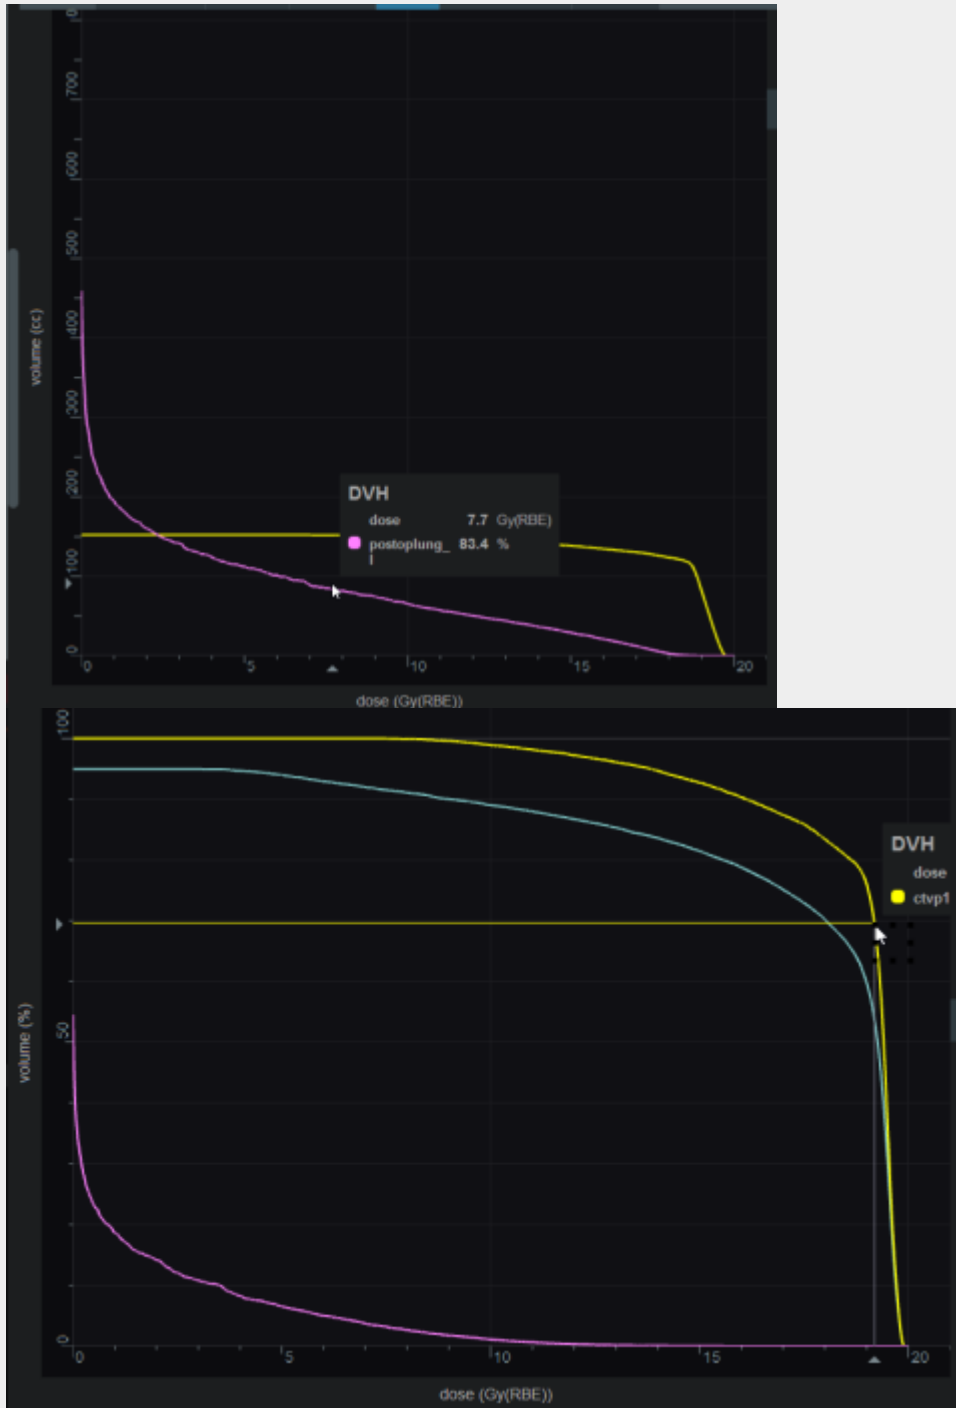 700
600
500
400
300
200
100
0
volume (cc)
DVH
dose 7.7 Gy(RBE)
postoplung_ 83.4 %
l
0 5 10 15 20
dose (Gy(RBE))
100
50
0
volume (%)
DVH
dose
ctvp1
0 5 10 15 20
dose (Gy(RBE))